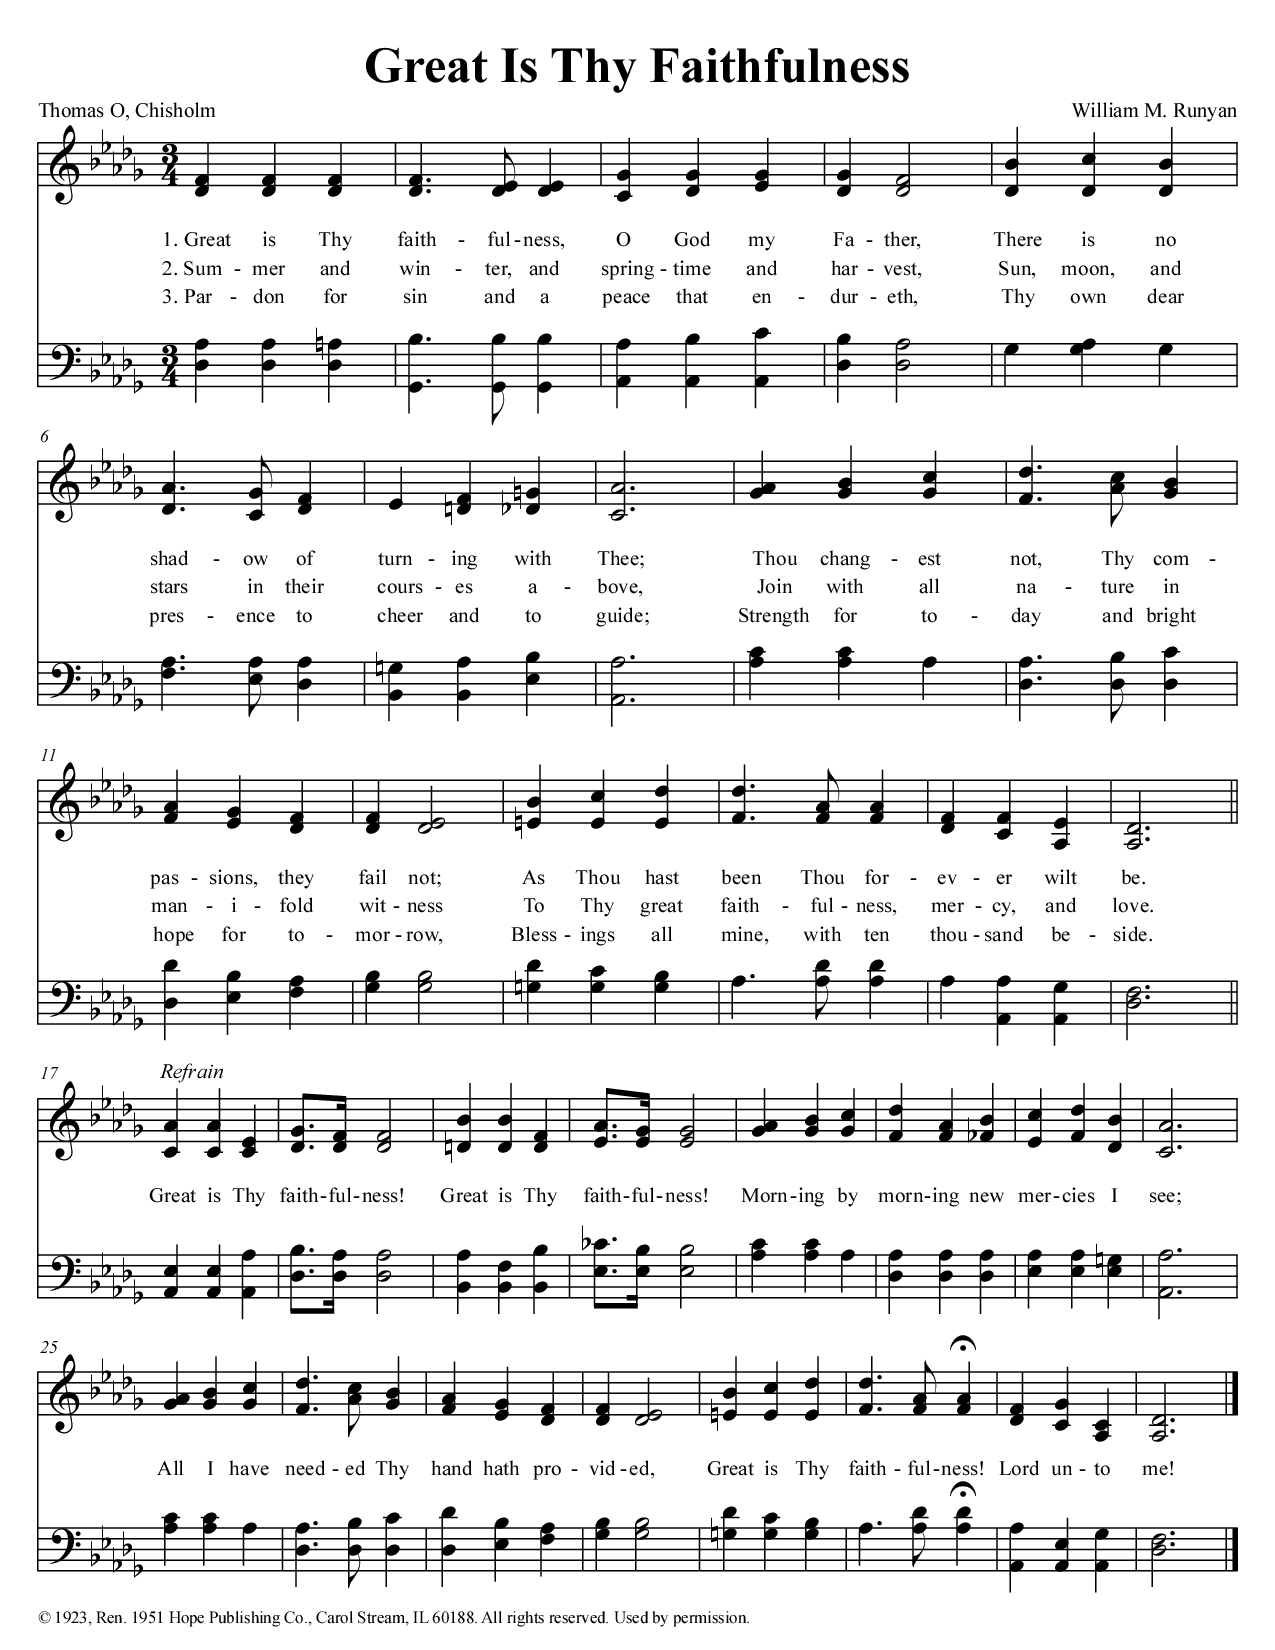 Great Is Thy Faithfulness
Thomas O, Chisholm
William M. Runyan
1. Great is Thy faith - ful - ness, O God my Fa - ther, There is no
2. Sum - mer and win - ter, and spring - time and har - vest, Sun, moon, and
3. Par - don for sin and a peace that en - dur - eth, Thy own dear
6
shad - ow of turn - ing with Thee; Thou chang - est not, Thy com -
stars in their cours - es a - bove, Join with all na - ture in
pres - ence to cheer and to guide; Strength for to - day and bright
11
pas - sions, they fail not; As Thou hast been Thou for - ev - er wilt be.
man - i - fold wit - ness To Thy great faith - ful - ness, mer - cy, and love.
hope for to - mor - row, Bless - ings all mine, with ten thou - sand be - side.
17
Refrain
Great is Thy faith - ful - ness! Great is Thy faith - ful - ness! Morn - ing by morn - ing new mer - cies I see;
25
All I have need - ed Thy hand hath pro - vid - ed, Great is Thy faith - ful - ness! Lord un - to me!
© 1923, Ren. 1951 Hope Publishing Co., Carol Stream, IL 60188. All rights reserved. Used by permission.